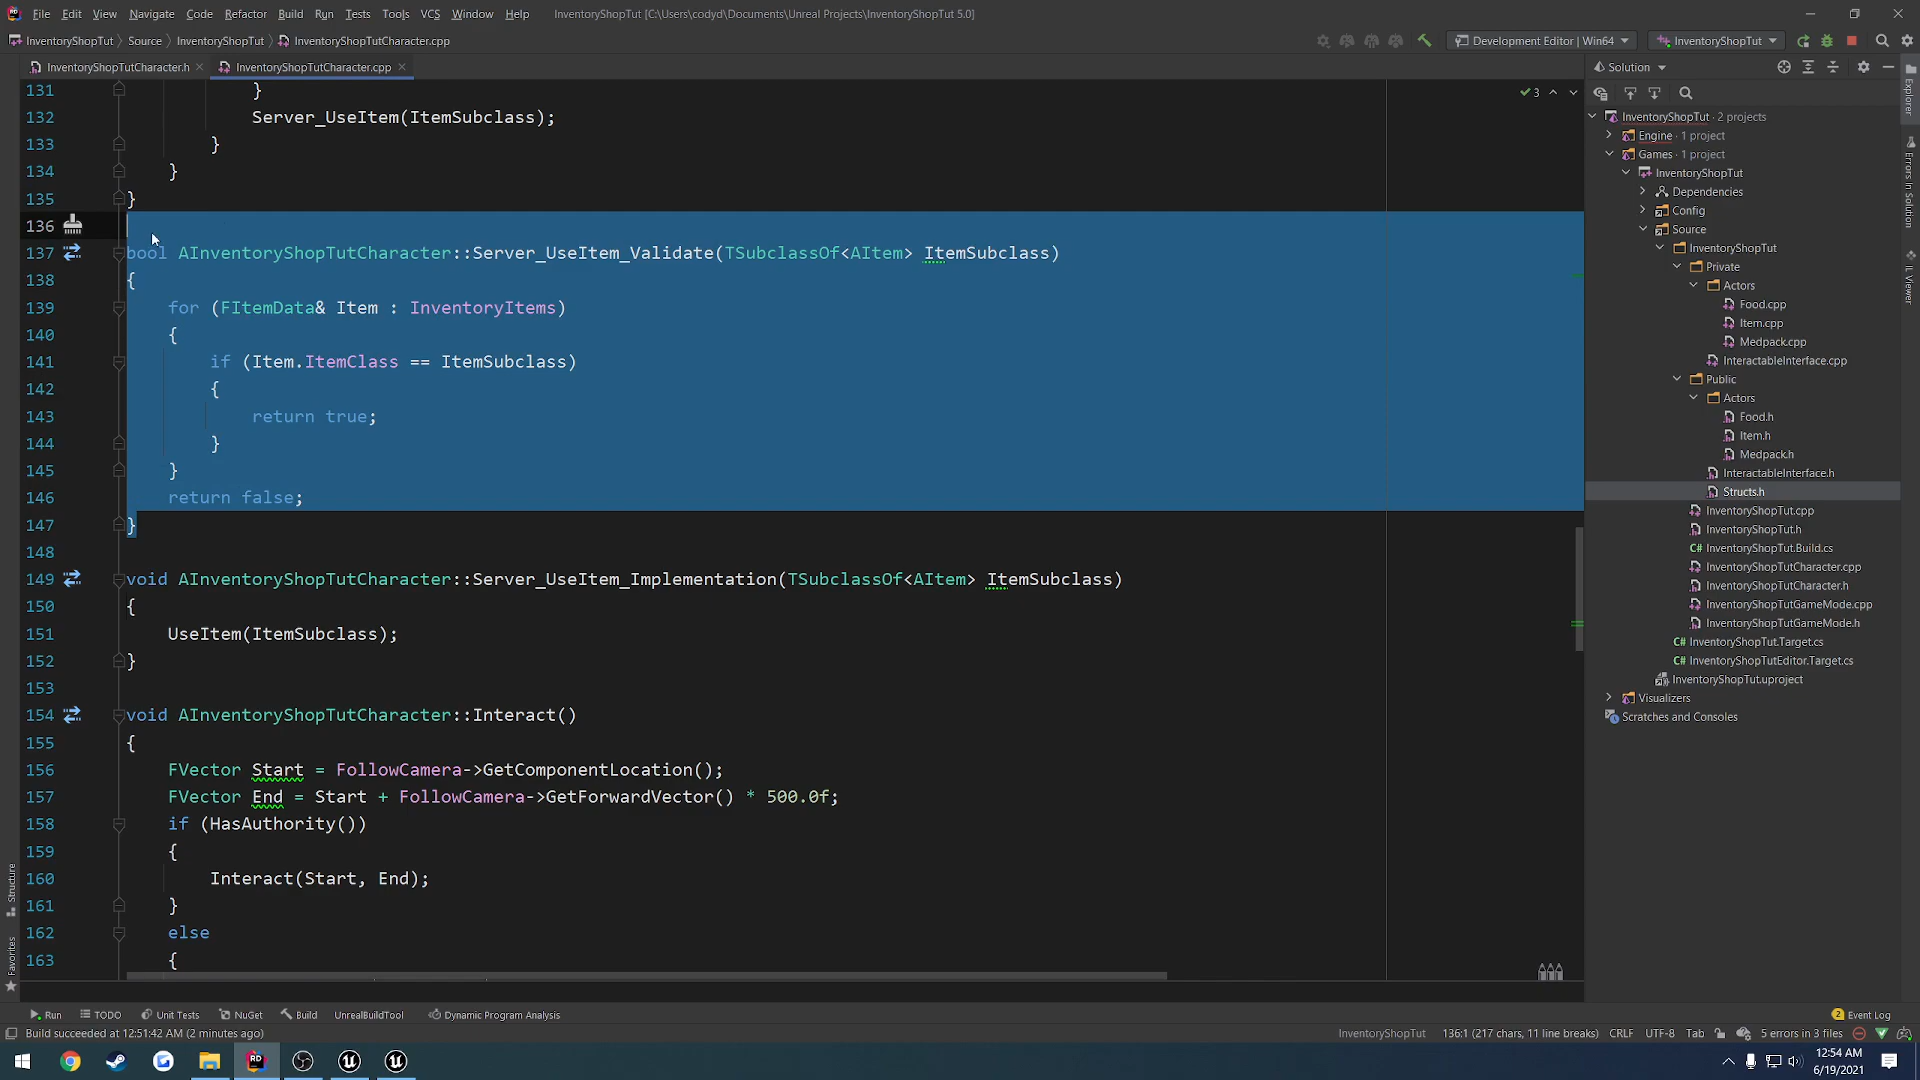 File Edit View Navigate Code Refactor Build Run Tests Tools VCS Window Help InventoryShopTut [C:\Users\codyd\Documents\Unreal Projects\InventoryShopTut 5.0]
InventoryShopTut Source InventoryShopTut InventoryShopTutCharacter.cpp Development Editor | Win64 InventoryShopTut
InventoryShopTutCharacter.h InventoryShopTutCharacter.cpp
131 }
132 Server_UseItem(ItemSubclass);
133 }
134 }
135 }
136
137 bool AInventoryShopTutCharacter::Server_UseItem_Validate(TSubclassOf<AItem> ItemSubclass)
138 {
139 for (FItemData& Item : InventoryItems)
140 {
141 if (Item.ItemClass == ItemSubclass)
142 {
143 return true;
144 }
145 }
146 return false;
147 }
148
149 void AInventoryShopTutCharacter::Server_UseItem_Implementation(TSubclassOf<AItem> ItemSubclass)
150 {
151 UseItem(ItemSubclass);
152 }
153
154 void AInventoryShopTutCharacter::Interact()
155 {
156 FVector Start = FollowCamera->GetComponentLocation();
157 FVector End = Start + FollowCamera->GetForwardVector() * 500.0f;
158 if (HasAuthority())
159 {
160 Interact(Start, End);
161 }
162 else
163 {
3
Solution
InventoryShopTut · 2 projects
Engine · 1 project
Games · 1 project
InventoryShopTut
Dependencies
Config
Source
InventoryShopTut
Private
Actors
Food.cpp
Item.cpp
Medpack.cpp
InteractableInterface.cpp
Public
Actors
Food.h
Item.h
Medpack.h
InteractableInterface.h
Structs.h
InventoryShopTut.cpp
InventoryShopTut.h
C# InventoryShopTut.Build.cs
InventoryShopTutCharacter.cpp
InventoryShopTutCharacter.h
InventoryShopTutGameMode.cpp
InventoryShopTutGameMode.h
C# InventoryShopTut.Target.cs
C# InventoryShopTutEditor.Target.cs
InventoryShopTut.uproject
Visualizers
Scratches and Consoles
Explorer
Errors In Solution
IL Viewer
Structure
Favorites
Run TODO Unit Tests NuGet Build UnrealBuildTool Dynamic Program Analysis 2 Event Log
Build succeeded at 12:51:42 AM (2 minutes ago) InventoryShopTut 136:1 (217 chars, 11 line breaks) CRLF UTF-8 Tab 5 errors in 3 files
RD
12:54 AM
6/19/2021